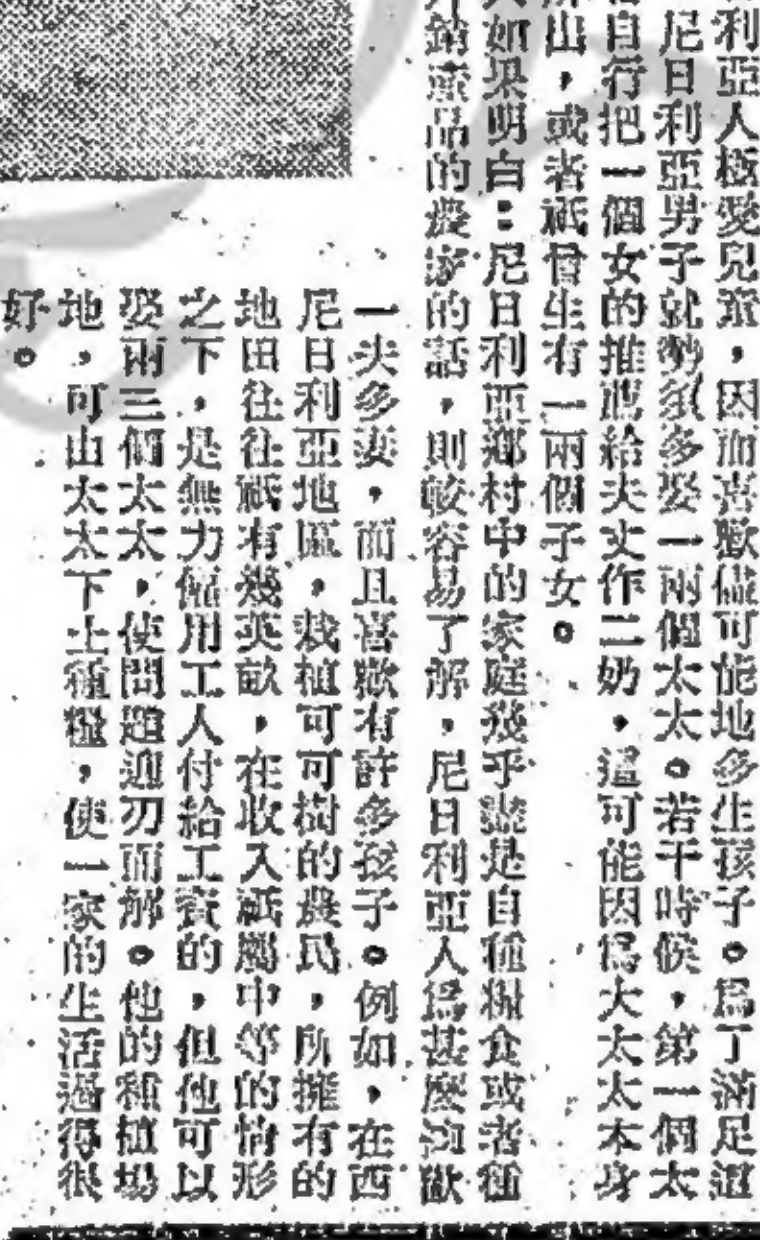 利亞人極愛兒童，因而喜歡儘可能地多生孩子。爲了滿足這
尼日利亞男子就勢須多娶一兩個太太。若干時候，第一個太
自行把一個女的推薦給夫丈作二奶，這可能因爲大太太本身
出，或者祇曾生有一兩個子女。
如果明白：尼日利亞鄉村中的家庭幾乎盡是自種糧食或者種
銷產品的農家的話，則較容易了解，尼日利亞人爲甚麼喜歡
一夫多妻，而且喜歡有許多孩子。例如，在西
尼日利亞地區，栽植可可樹的農民，所擁有的
地田往往祇有幾英畝，在收入祇屬中等的情形
之下，是無力僱用工人付給工資的，但他可以
娶兩三個太太，使問題迎刃而解。他的種植場
地，可由太太下土種糧，使一家的生活過得很
好。